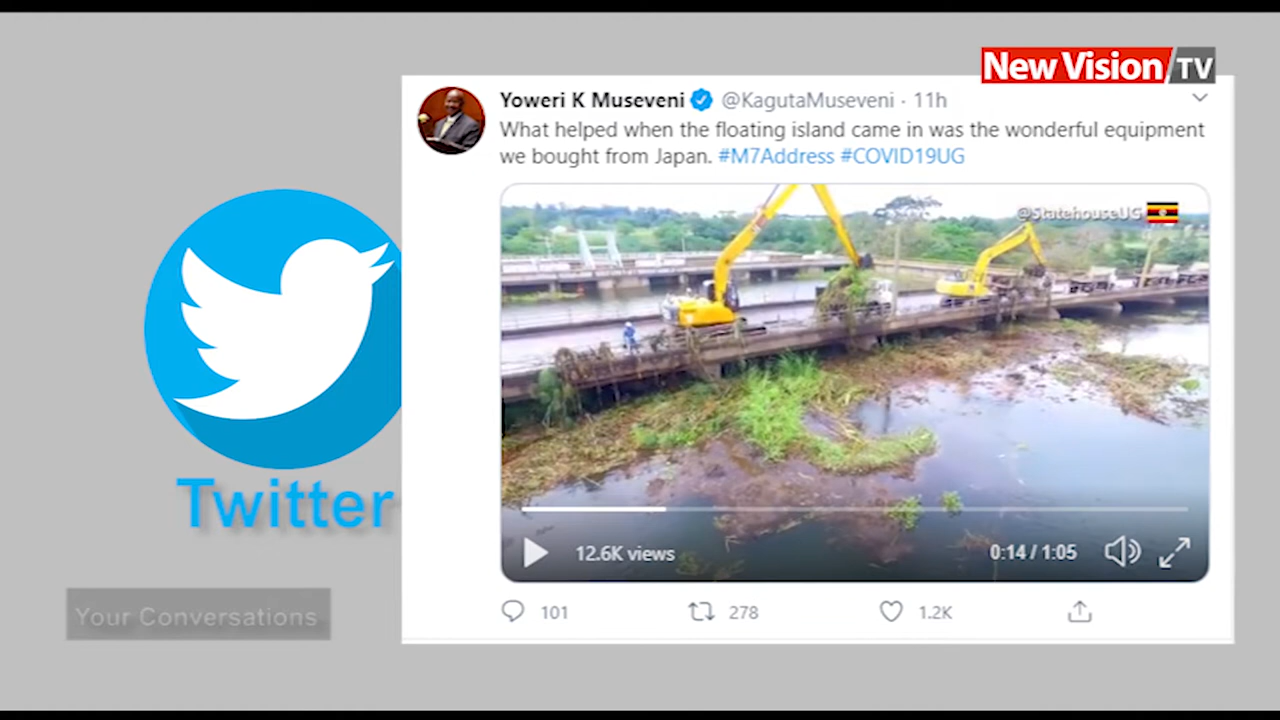 New Vision TV
Yoweri K Museveni @KagutaMuseveni · 11h
What helped when the floating island came in was the wonderful equipment
we bought from Japan. #M7Address #COVID19UG
@StatehouseUG
Twitter
12.6K views
0:14 / 1:05
Your Conversations
101
278
1.2K